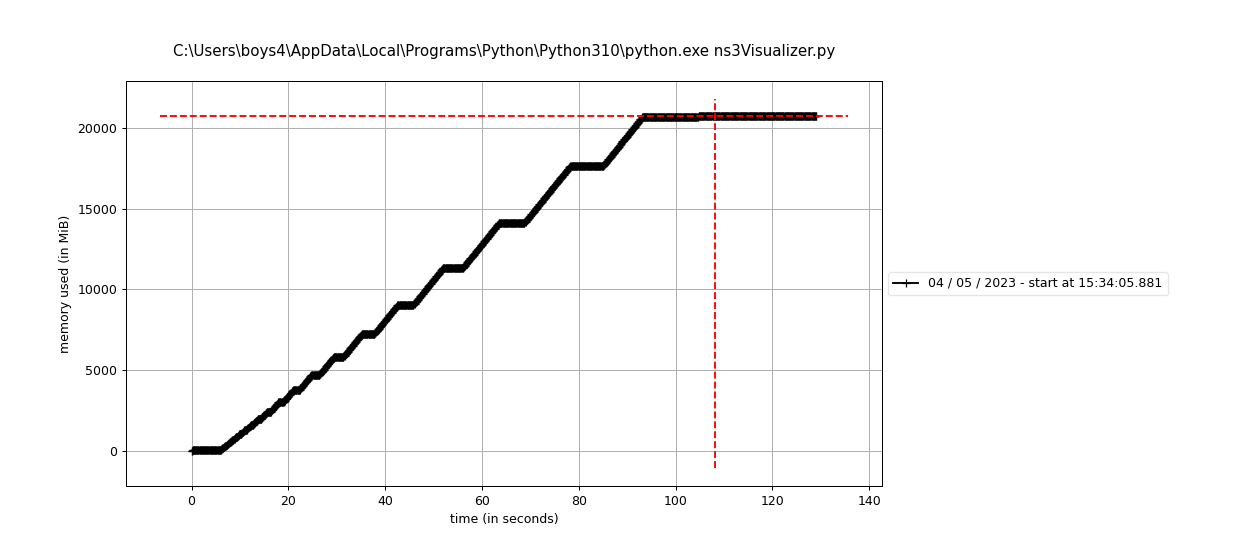 C:\Users\boys4\AppData\Local\Programs\Python\Python310\python.exe ns3Visualizer.py
20000
15000
10000
5000
0
memory used (in MiB)
0 20 40 60 80 100 120 140
time (in seconds)
04 / 05 / 2023 - start at 15:34:05.881